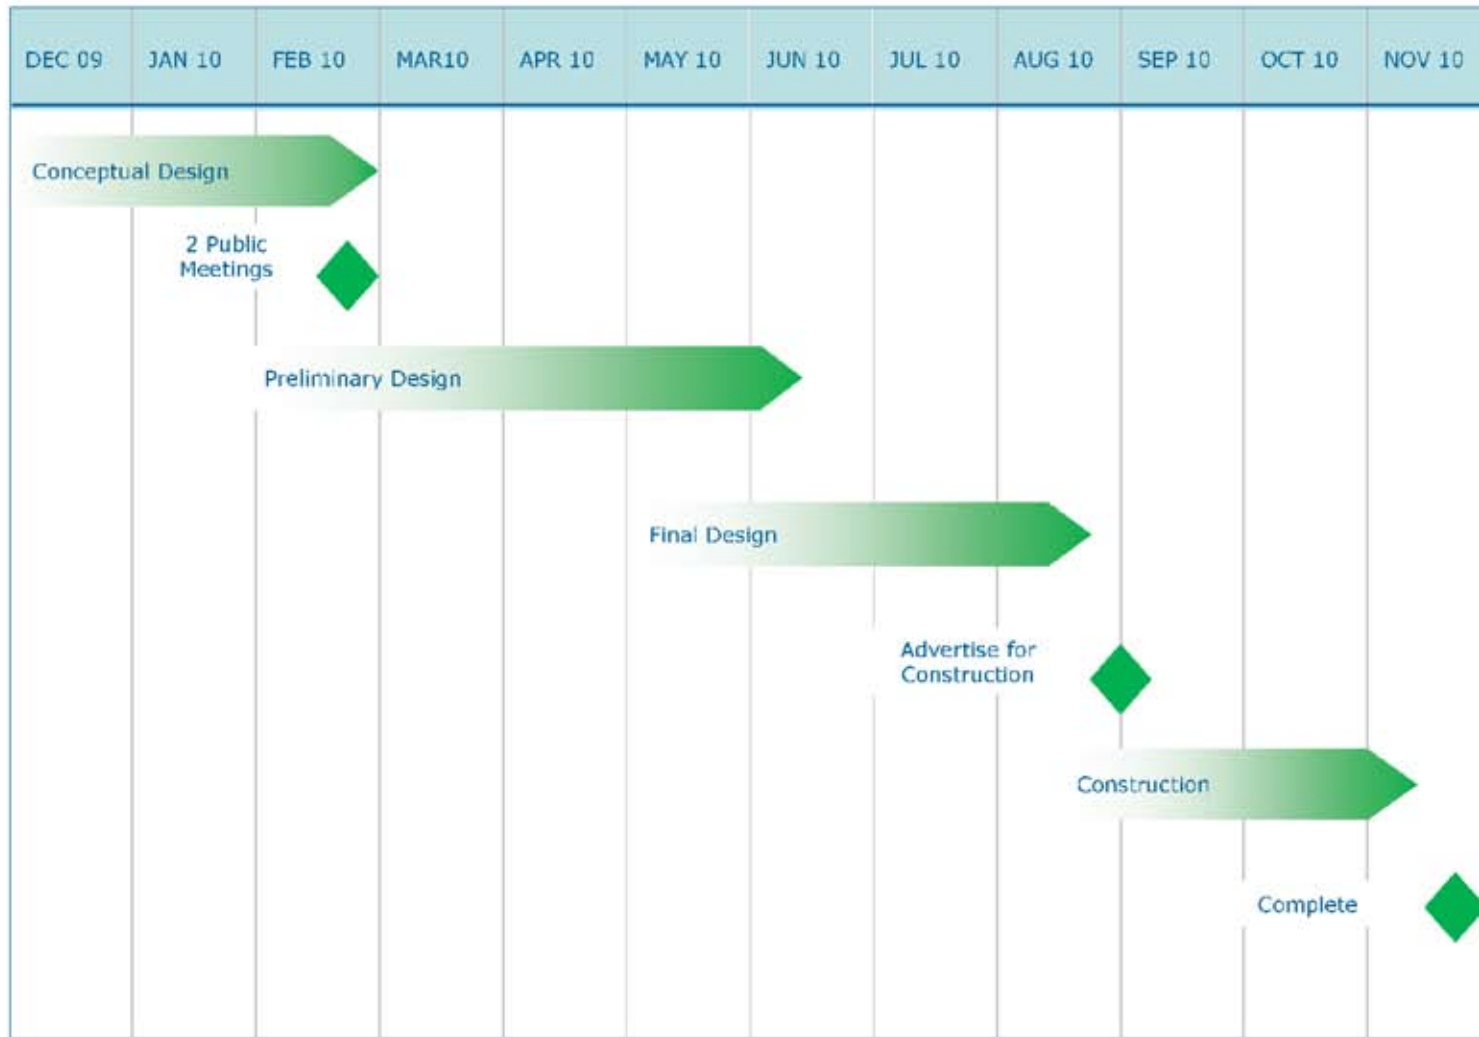 DEC 09 JAN 10 FEB 10 MAR10 APR 10 MAY 10 JUN 10 JUL 10 AUG 10 SEP 10 OCT 10 NOV 10
Conceptual Design
2 Public
Meetings
Preliminary Design
Final Design
Advertise for
Construction
Construction
Complete